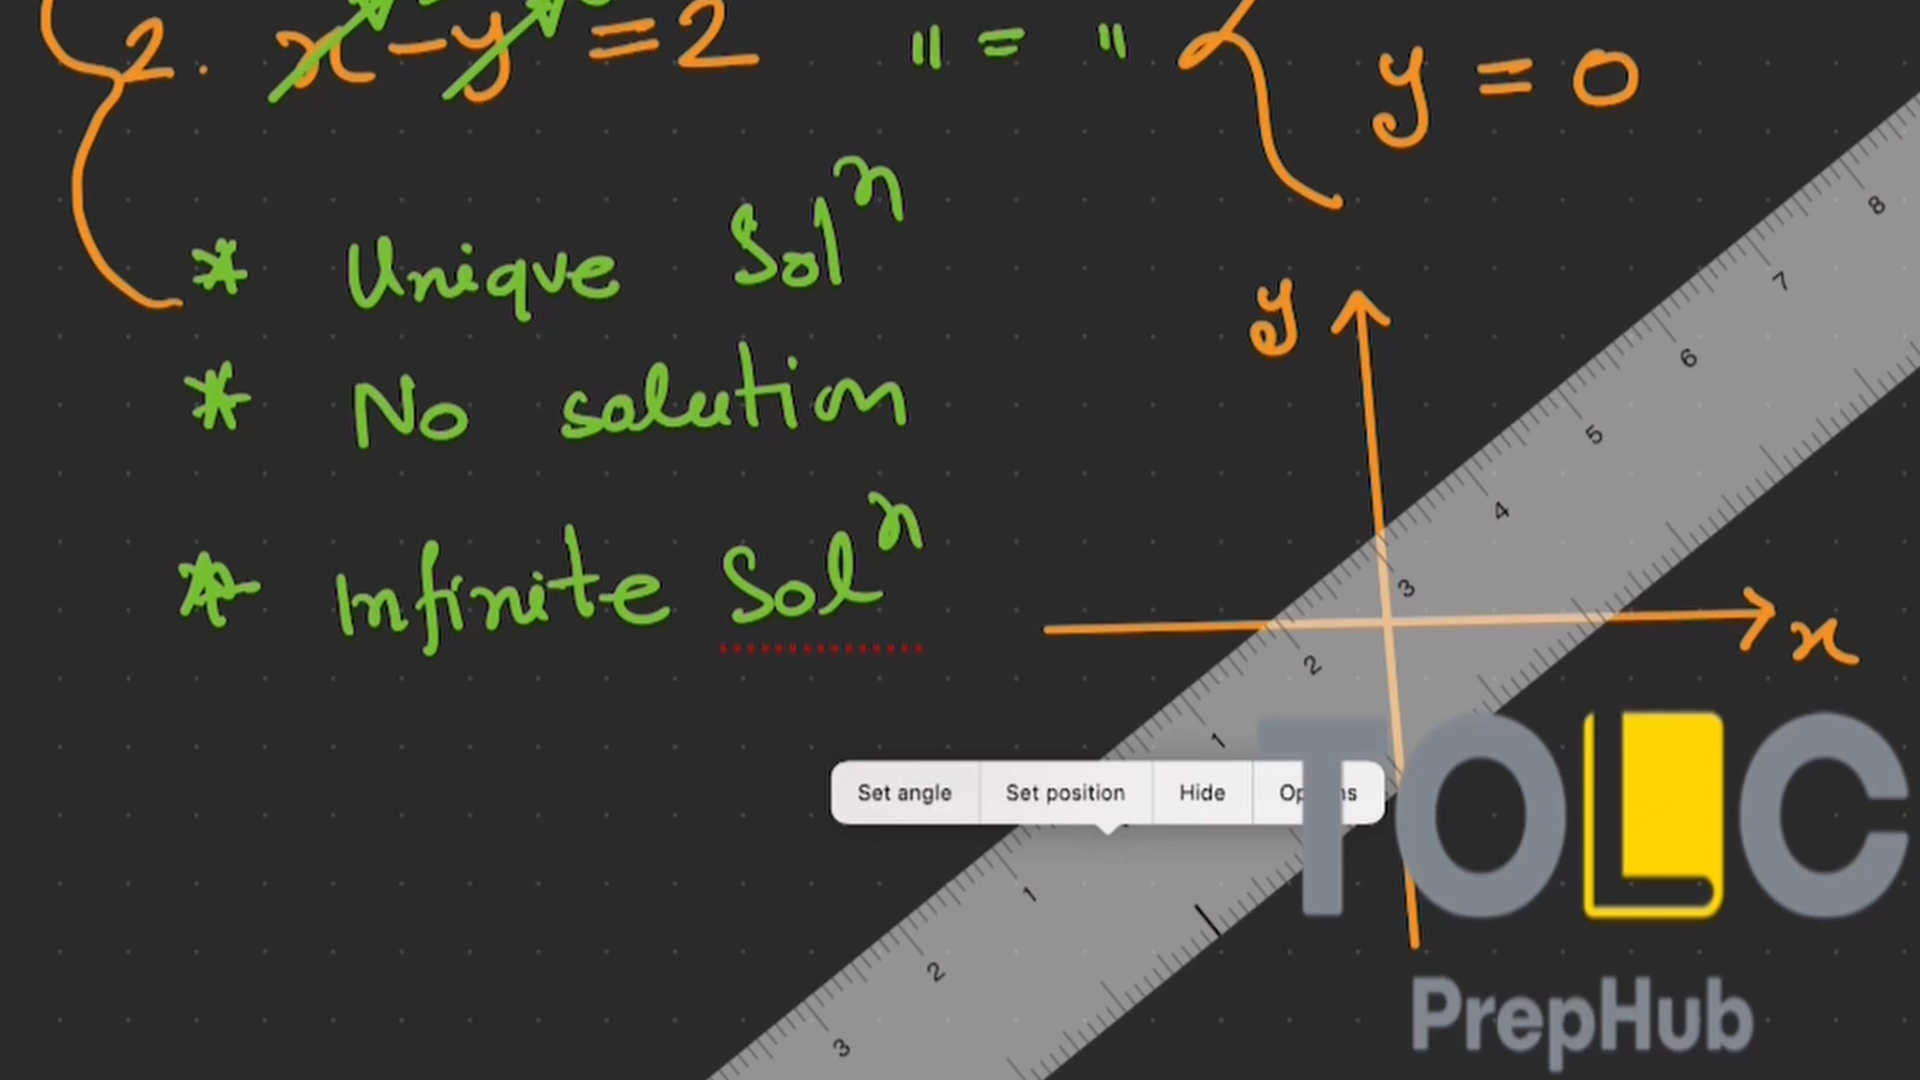 2. x - y = 2 " = " y = 0
* Unique Solⁿ
* No solution
* Infinite Solⁿ
y
x
8
7
6
5
4
3
2
1
Set angle Set position Hide
1
2
3
TOLC
PrepHub